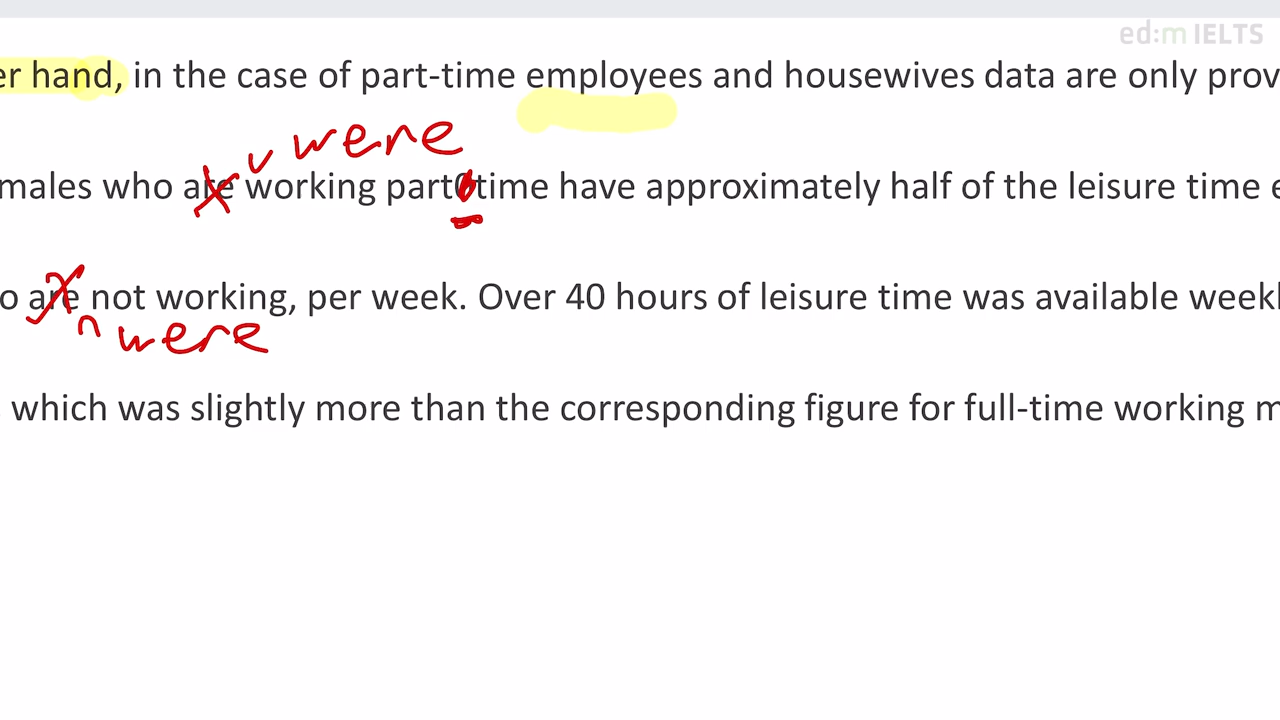 ed:m IELTS
er hand, in the case of part-time employees and housewives data are only prov
were
males who are working part0time have approximately half of the leisure time e
o are not working, per week. Over 40 hours of leisure time was available weekl
were
which was slightly more than the corresponding figure for full-time working m